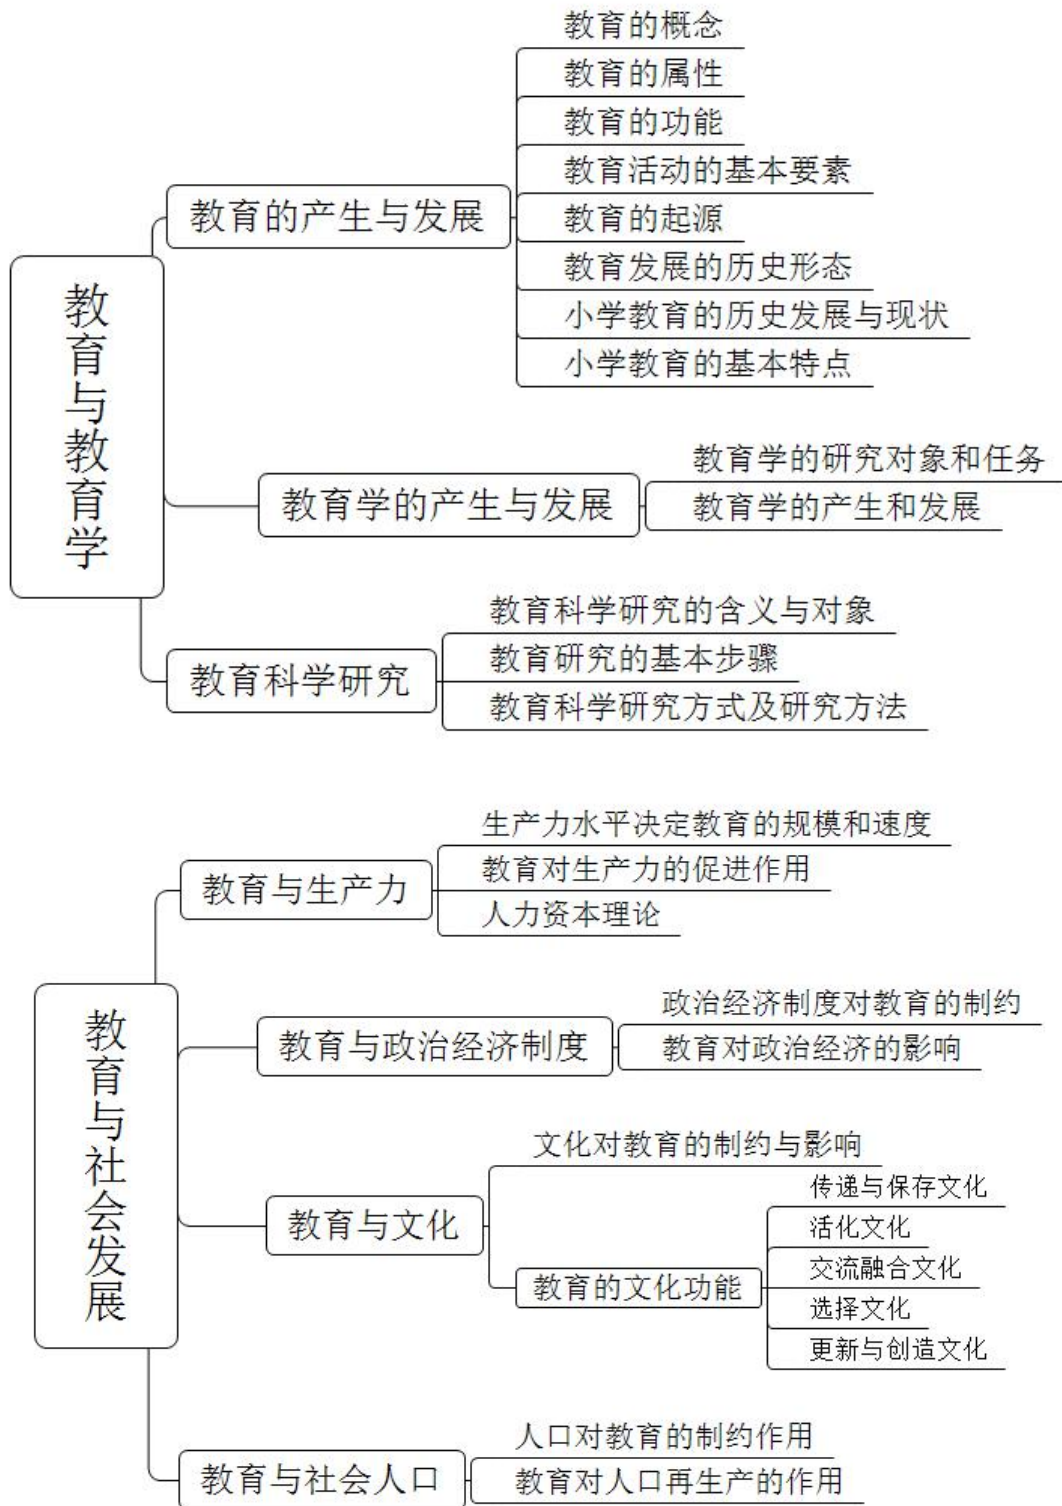 教育与教育学
教育的产生与发展
教育的概念
教育的属性
教育的功能
教育活动的基本要素
教育的起源
教育发展的历史形态
小学教育的历史发展与现状
小学教育的基本特点
教育学的产生与发展
教育学的研究对象和任务
教育学的产生和发展
教育科学研究
教育科学研究的含义与对象
教育研究的基本步骤
教育科学研究方式及研究方法
教育与社会发展
教育与生产力
生产力水平决定教育的规模和速度
教育对生产力的促进作用
人力资本理论
教育与政治经济制度
政治经济制度对教育的制约
教育对政治经济的影响
教育与文化
文化对教育的制约与影响
教育的文化功能
传递与保存文化
活化文化
交流融合文化
选择文化
更新与创造文化
教育与社会人口
人口对教育的制约作用
教育对人口再生产的作用